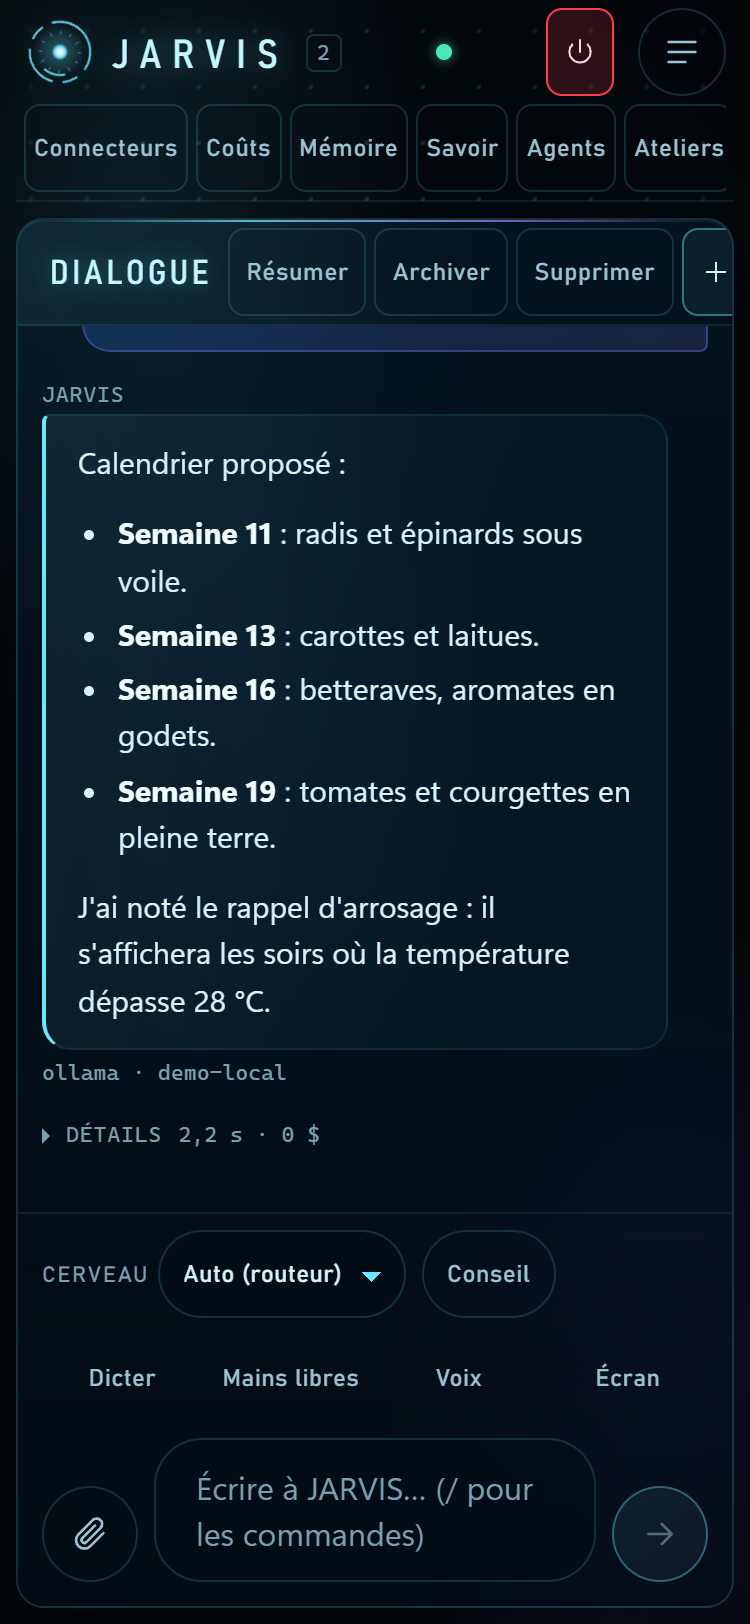 JARVIS 2
Connecteurs Coûts Mémoire Savoir Agents Ateliers
DIALOGUE Résumer Archiver Supprimer +
JARVIS
Calendrier proposé :
• Semaine 11 : radis et épinards sous
voile.
• Semaine 13 : carottes et laitues.
• Semaine 16 : betteraves, aromates en
godets.
• Semaine 19 : tomates et courgettes en
pleine terre.
J'ai noté le rappel d'arrosage : il
s'affichera les soirs où la température
dépasse 28 °C.
ollama · demo-local
DÉTAILS 2,2 s · 0 $
CERVEAU Auto (routeur) Conseil
Dicter Mains libres Voix Écran
Écrire à JARVIS... (/ pour
les commandes)